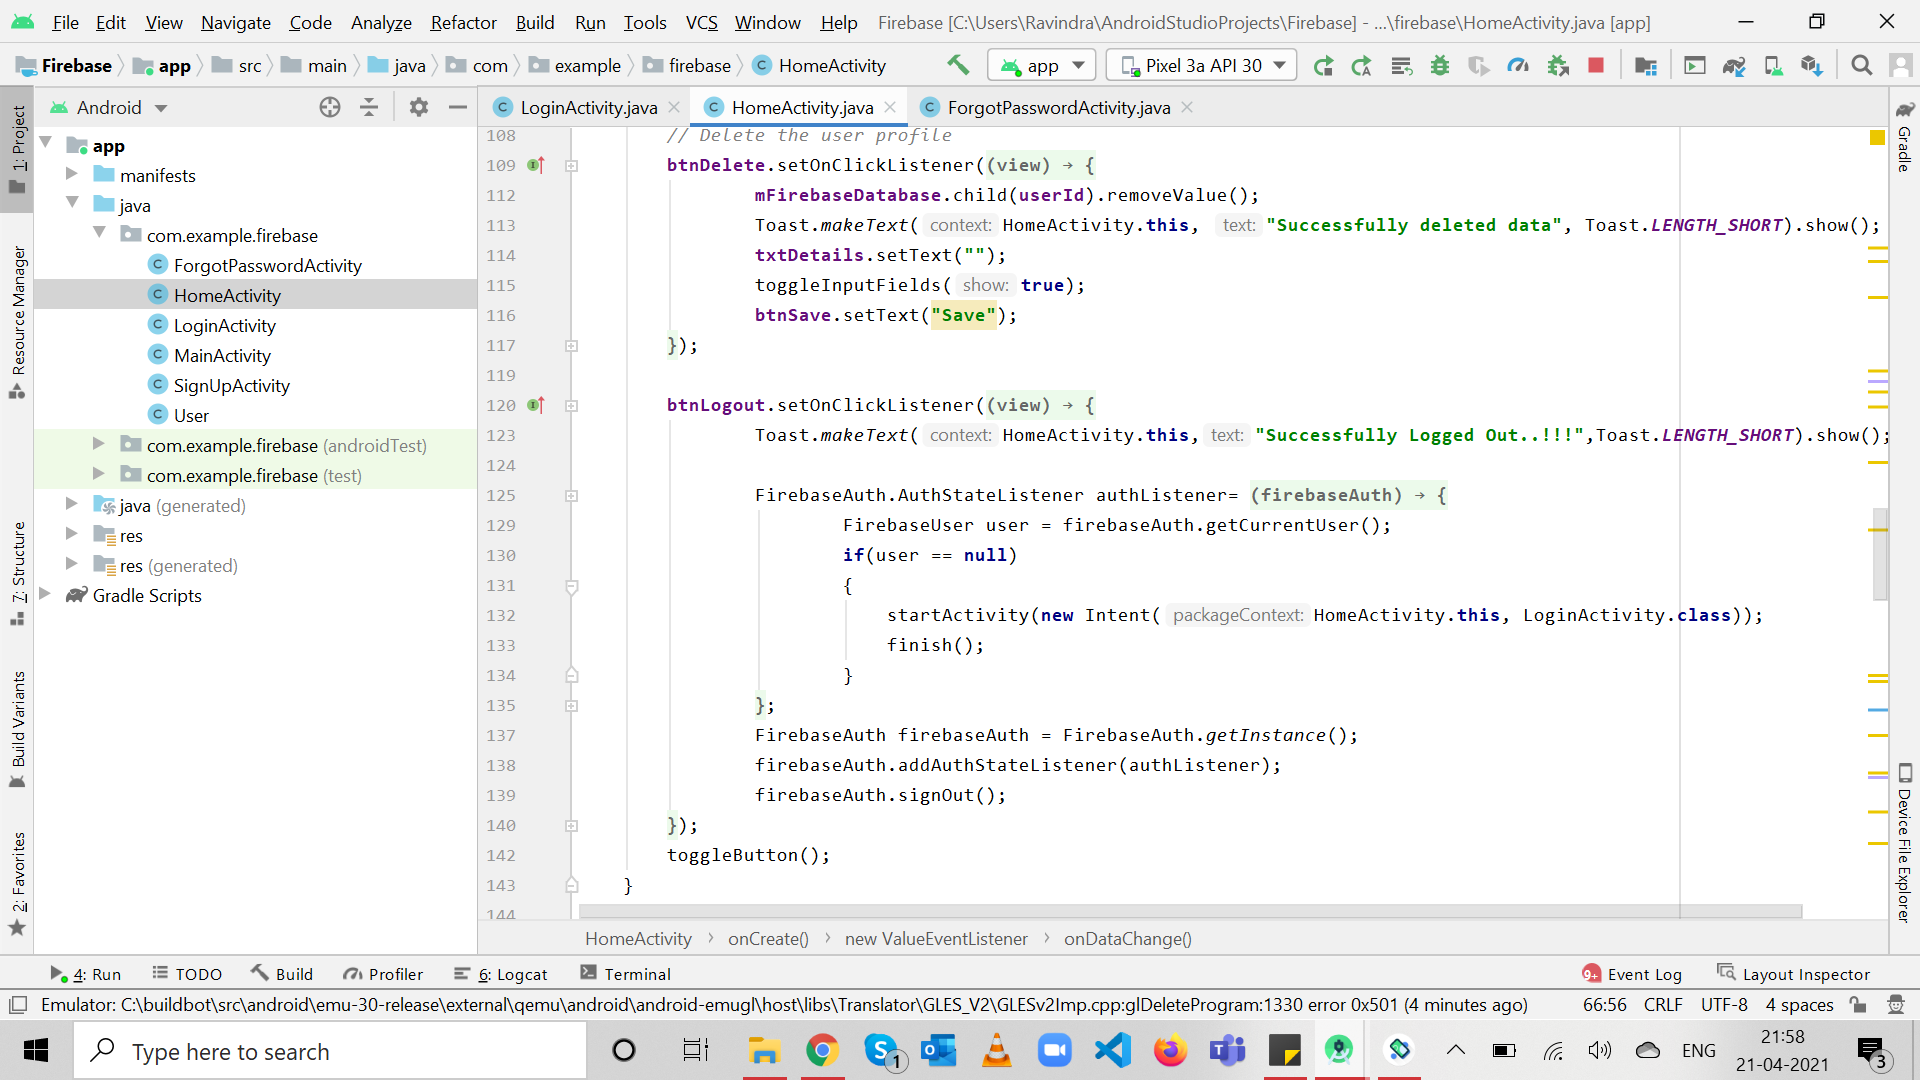 File Edit View Navigate Code Analyze Refactor Build Run Tools VCS Window Help Firebase [C:\Users\Ravindra\AndroidStudioProjects\Firebase] - ...\firebase\HomeActivity.java [app]
Firebase app src main java com example firebase HomeActivity app Pixel 3a API 30
Android
LoginActivity.java HomeActivity.java ForgotPasswordActivity.java
1: Project
Resource Manager
7: Structure
Build Variants
2: Favorites
app
manifests
java
com.example.firebase
ForgotPasswordActivity
HomeActivity
LoginActivity
MainActivity
SignUpActivity
User
com.example.firebase (androidTest)
com.example.firebase (test)
java (generated)
res
res (generated)
Gradle Scripts
108 // Delete the user profile
109 btnDelete.setOnClickListener((view) → {
112 mFirebaseDatabase.child(userId).removeValue();
113 Toast.makeText( context: HomeActivity.this, text: "Successfully deleted data", Toast.LENGTH_SHORT).show();
114 txtDetails.setText("");
115 toggleInputFields( show: true);
116 btnSave.setText("Save");
117 });
119
120 btnLogout.setOnClickListener((view) → {
123 Toast.makeText( context: HomeActivity.this, text: "Successfully Logged Out..!!!",Toast.LENGTH_SHORT).show();
124
125 FirebaseAuth.AuthStateListener authListener= (firebaseAuth) → {
129 FirebaseUser user = firebaseAuth.getCurrentUser();
130 if(user == null)
131 {
132 startActivity(new Intent( packageContext: HomeActivity.this, LoginActivity.class));
133 finish();
134 }
135 };
137 FirebaseAuth firebaseAuth = FirebaseAuth.getInstance();
138 firebaseAuth.addAuthStateListener(authListener);
139 firebaseAuth.signOut();
140 });
142 toggleButton();
143 }
144
Gradle
Device File Explorer
HomeActivity onCreate() new ValueEventListener onDataChange()
4: Run TODO Build Profiler 6: Logcat Terminal 9+ Event Log Layout Inspector
Emulator: C:\buildbot\src\android\emu-30-release\external\qemu\android\android-emugl\host\libs\Translator\GLES_V2\GLESv2Imp.cpp:glDeleteProgram:1330 error 0x501 (4 minutes ago) 66:56 CRLF UTF-8 4 spaces
Type here to search 1 ENG 21:58
21-04-2021 3